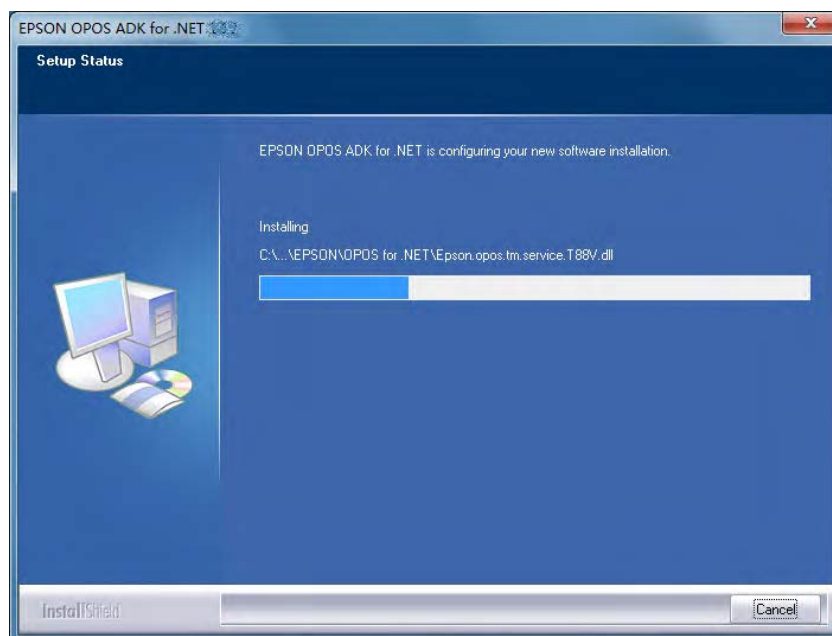 EPSON OPOS ADK for .NET
Setup Status
EPSON OPOS ADK for .NET is configuring your new software installation.
Installing
C:\...\EPSON\OPOS for .NET\Epson.opos.tm.service.T88V.dll
InstallShield
Cancel